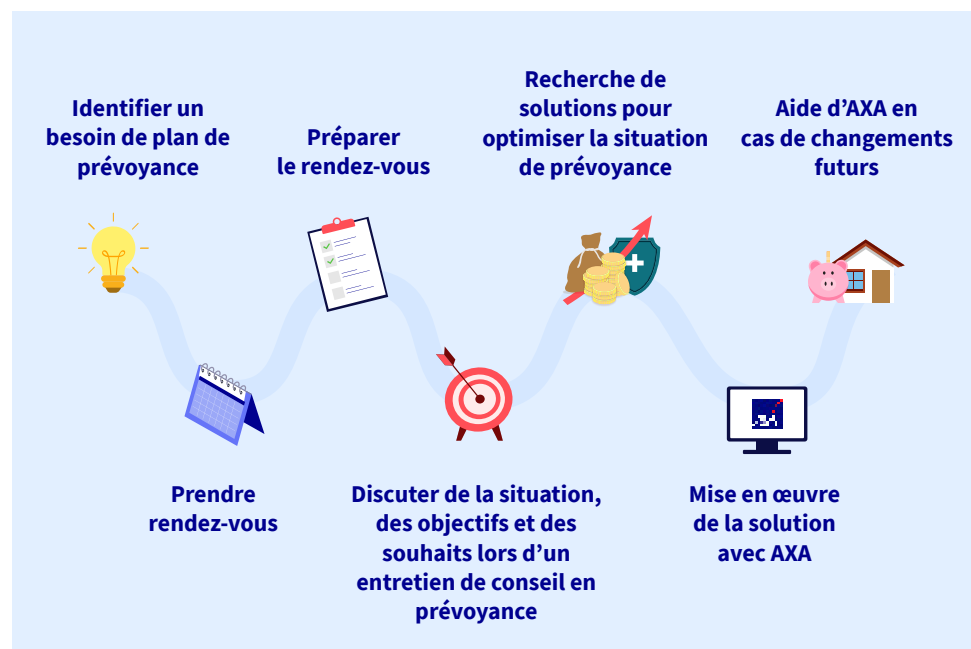 Identifier un
besoin de plan de
prévoyance
Prendre
rendez-vous
Préparer
le rendez-vous
Discuter de la situation,
des objectifs et des
souhaits lors d’un
entretien de conseil en
prévoyance
Recherche de
solutions pour
optimiser la situation
de prévoyance
Mise en œuvre
de la solution
avec AXA
Aide d’AXA en
cas de changements
futurs